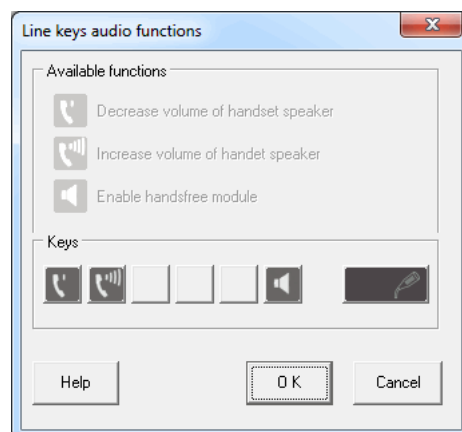 Line keys audio functions
Available functions
Decrease volume of handset speaker
Increase volume of handet speaker
Enable handsfree module
Keys
Help
OK
Cancel